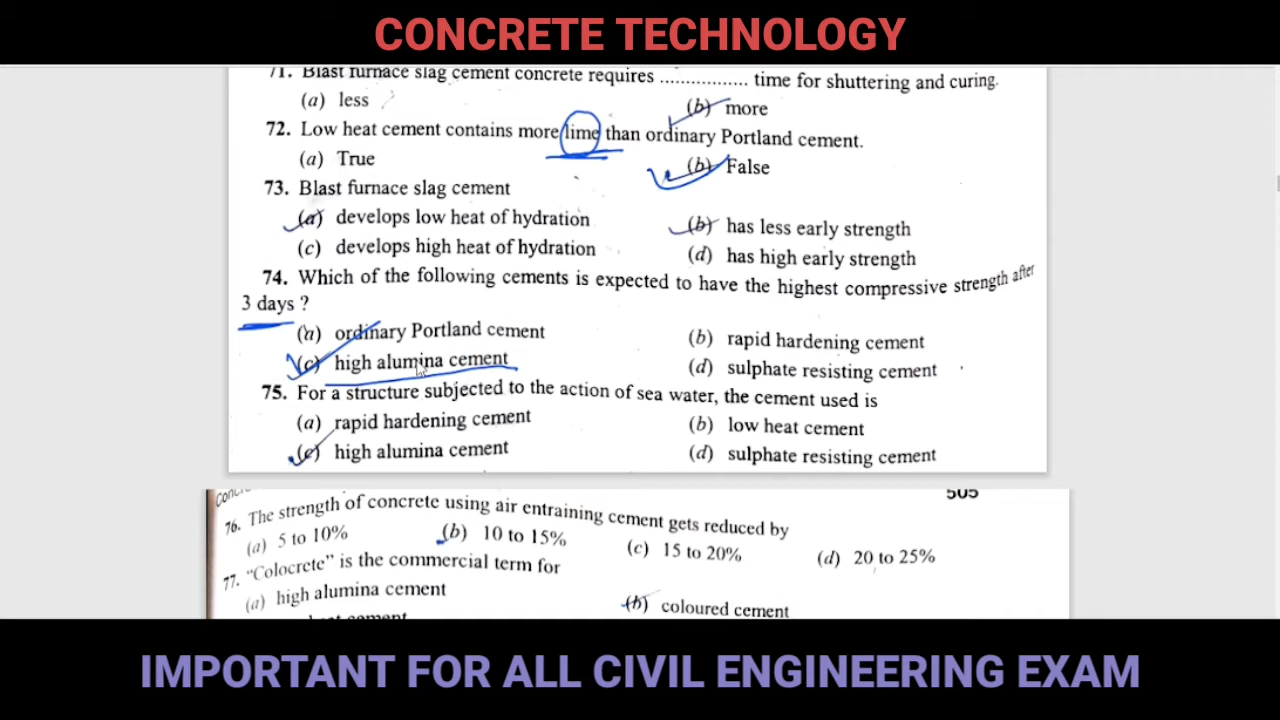 CONCRETE TECHNOLOGY
71. Blast furnace slag cement concrete requires ................. time for shuttering and curing.
(a) less (b) more
72. Low heat cement contains more lime than ordinary Portland cement.
(a) True (b) False
73. Blast furnace slag cement
(a) develops low heat of hydration (b) has less early strength
(c) develops high heat of hydration (d) has high early strength
74. Which of the following cements is expected to have the highest compressive strength after
3 days ?
(a) ordinary Portland cement (b) rapid hardening cement
(c) high alumina cement (d) sulphate resisting cement
75. For a structure subjected to the action of sea water, the cement used is
(a) rapid hardening cement (b) low heat cement
(c) high alumina cement (d) sulphate resisting cement
505
76. The strength of concrete using air entraining cement gets reduced by
(a) 5 to 10% (b) 10 to 15% (c) 15 to 20% (d) 20 to 25%
77. "Colocrete" is the commercial term for
(a) high alumina cement (b) coloured cement
IMPORTANT FOR ALL CIVIL ENGINEERING EXAM